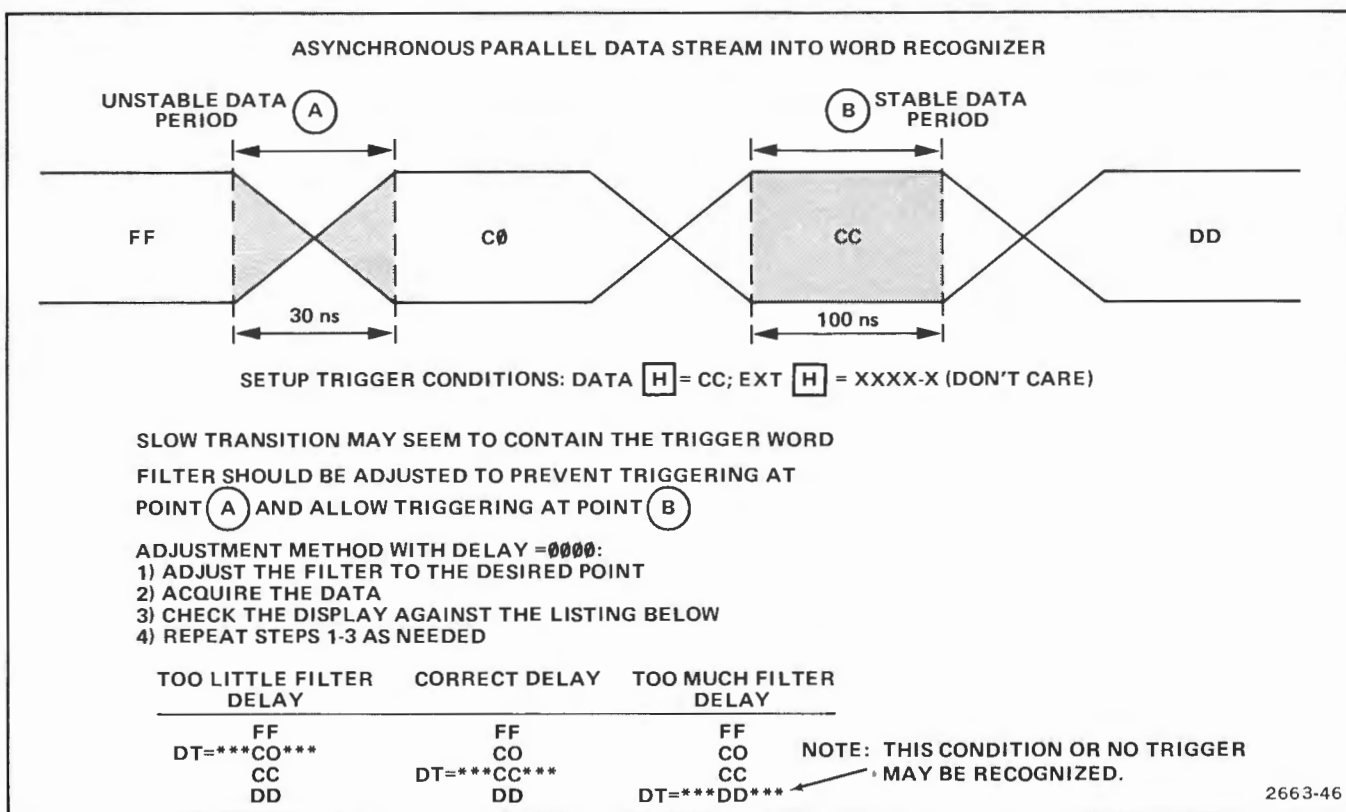 ASYNCHRONOUS PARALLEL DATA STREAM INTO WORD RECOGNIZER
UNSTABLE DATA PERIOD A
B STABLE DATA PERIOD
FF
CØ
CC
DD
30 ns
100 ns
SETUP TRIGGER CONDITIONS: DATA H = CC; EXT H = XXXX-X (DON'T CARE)
SLOW TRANSITION MAY SEEM TO CONTAIN THE TRIGGER WORD
FILTER SHOULD BE ADJUSTED TO PREVENT TRIGGERING AT
POINT A AND ALLOW TRIGGERING AT POINT B
ADJUSTMENT METHOD WITH DELAY =ØØØØ:
1) ADJUST THE FILTER TO THE DESIRED POINT
2) ACQUIRE THE DATA
3) CHECK THE DISPLAY AGAINST THE LISTING BELOW
4) REPEAT STEPS 1-3 AS NEEDED
TOO LITTLE FILTER DELAY
CORRECT DELAY
TOO MUCH FILTER DELAY
FF FF FF
DT=***CO*** CO CO
CC DT=***CC*** CC
DD DD DT=***DD***
NOTE: THIS CONDITION OR NO TRIGGER
MAY BE RECOGNIZED.
2663-46